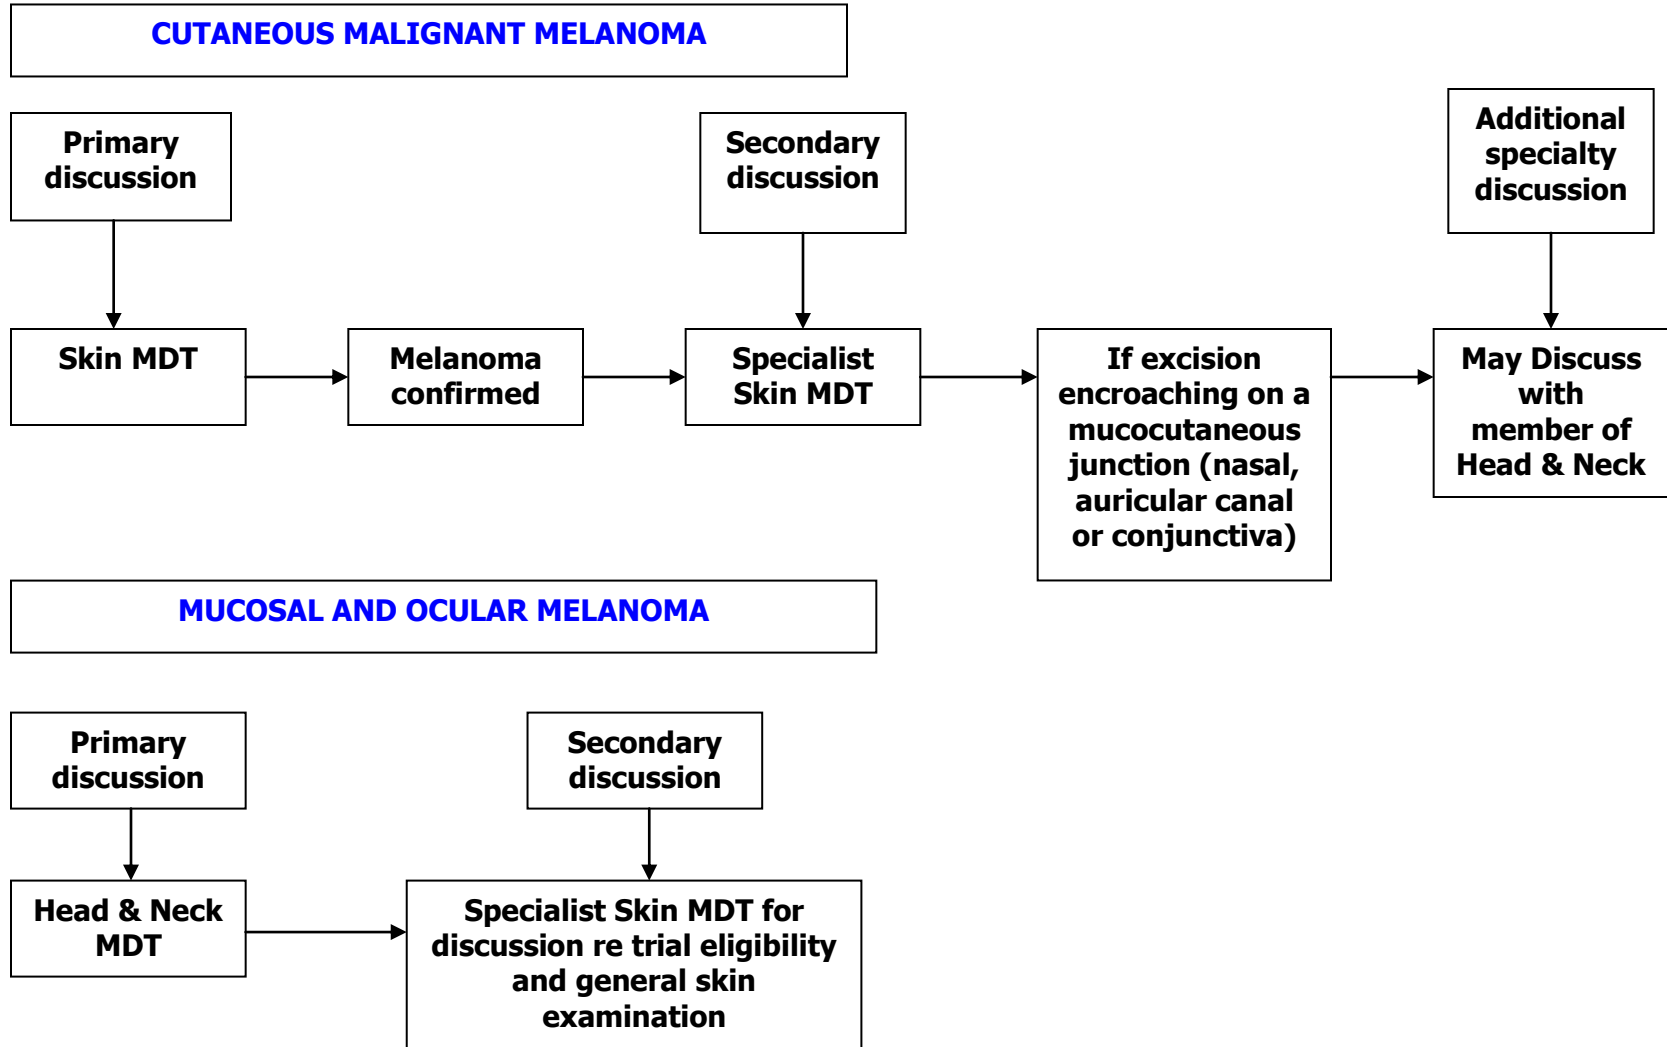 CUTANEOUS MALIGNANT MELANOMA
Primary
discussion
Secondary
discussion
Additional
specialty
discussion
Skin MDT
Melanoma
confirmed
Specialist
Skin MDT
If excision
encroaching on a
mucocutaneous
junction (nasal,
auricular canal
or conjunctiva)
May Discuss
with
member of
Head & Neck
MUCOSAL AND OCULAR MELANOMA
Primary
discussion
Secondary
discussion
Head & Neck
MDT
Specialist Skin MDT for
discussion re trial eligibility
and general skin
examination